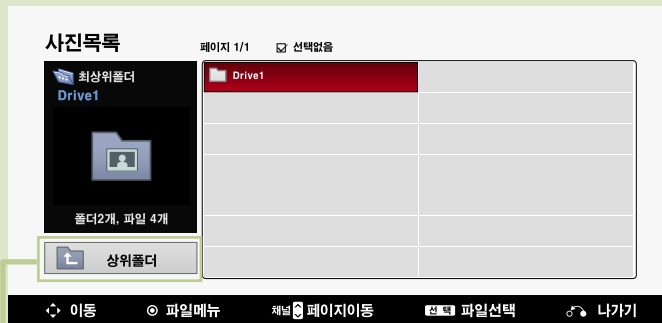 사진목록
페이지 1/1
선택없음
최상위폴더
Drive1
Drive1
폴더2개, 파일 4개
상위폴더
이동
파일메뉴
채널 페이지이동
선 택 파일선택
나가기